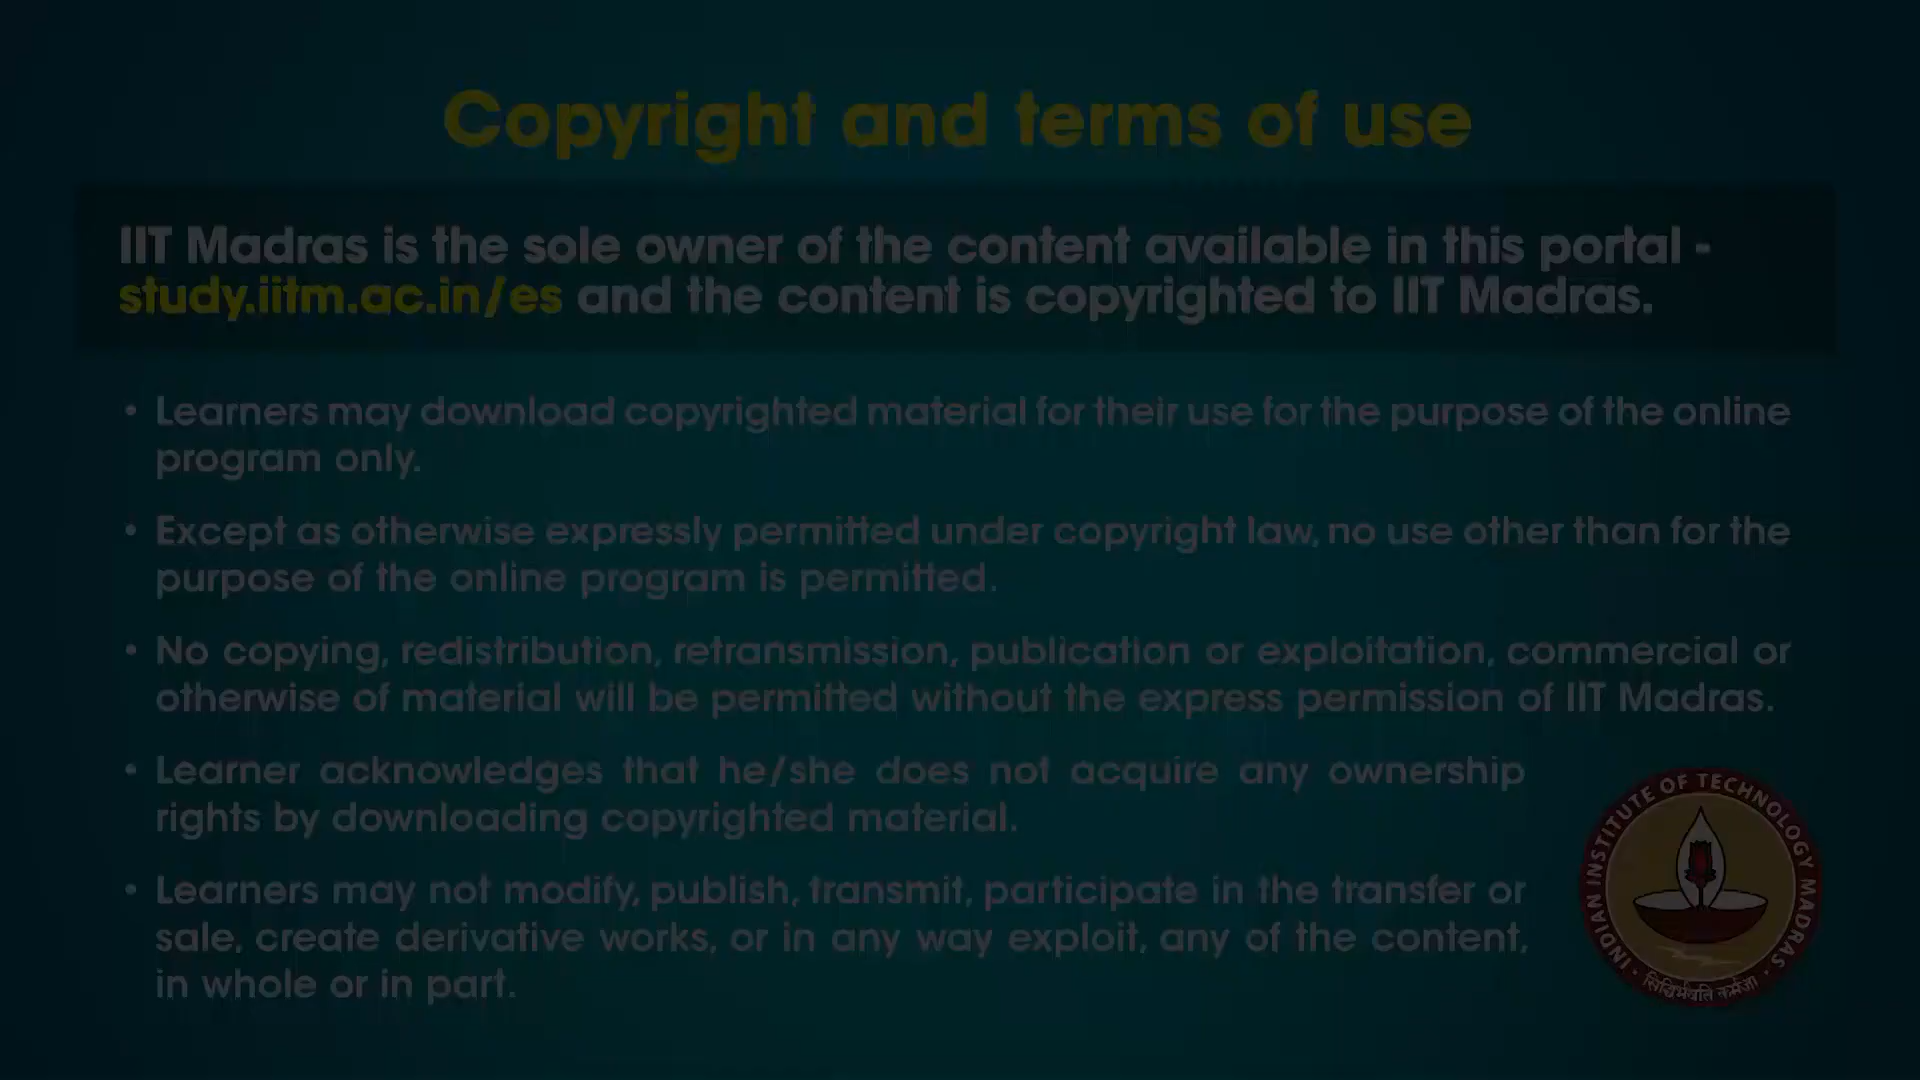 Copyright and terms of use
IIT Madras is the sole owner of the content available in this portal -
study.iitm.ac.in/es and the content is copyrighted to IIT Madras.
• Learners may download copyrighted material for their use for the purpose of the online
program only.
• Except as otherwise expressly permitted under copyright law, no use other than for the
purpose of the online program is permitted.
• No copying, redistribution, retransmission, publication or exploitation, commercial or
otherwise of material will be permitted without the express permission of IIT Madras.
• Learner acknowledges that he/she does not acquire any ownership
rights by downloading copyrighted material.
• Learners may not modify, publish, transmit, participate in the transfer or
sale, create derivative works, or in any way exploit, any of the content,
in whole or in part.
INDIAN INSTITUTE OF TECHNOLOGY MADRAS
सिद्धिर्भवति कर्मजा